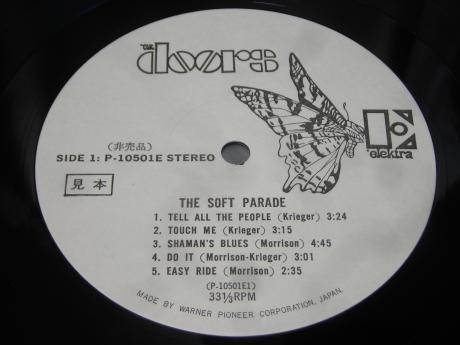 The doors
elektra
(非売品)
SIDE 1: P-10501E STEREO
見本
THE SOFT PARADE
1. TELL ALL THE PEOPLE (Krieger) 3:24
2. TOUCH ME (Krieger) 3:15
3. SHAMAN'S BLUES (Morrison) 4:45
4. DO IT (Morrison-Krieger) 3:01
5. EASY RIDE (Morrison) 2:35
(P-10501E1)
33⅓RPM
MADE BY WARNER PIONEER CORPORATION, JAPAN.